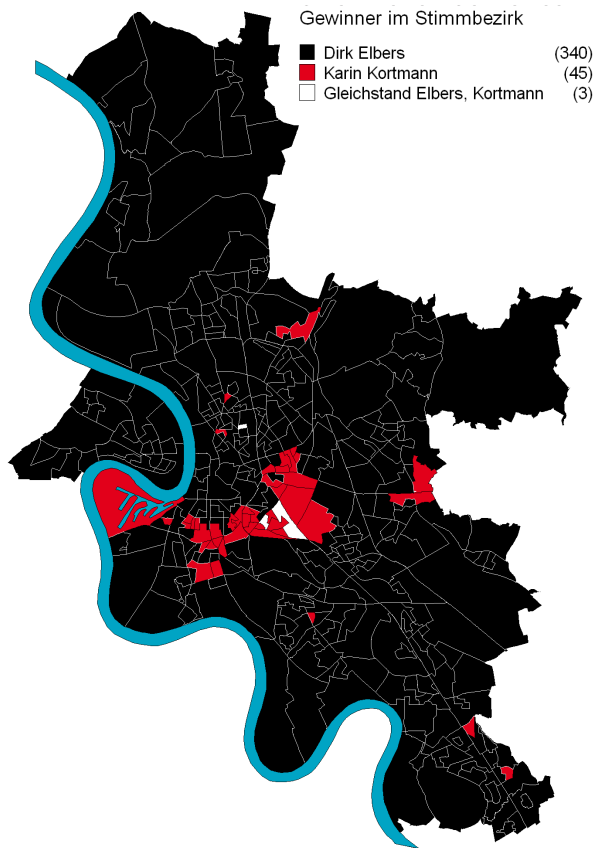 Gewinner im Stimmbezirk
Dirk Elbers (340)
Karin Kortmann (45)
Gleichstand Elbers, Kortmann (3)